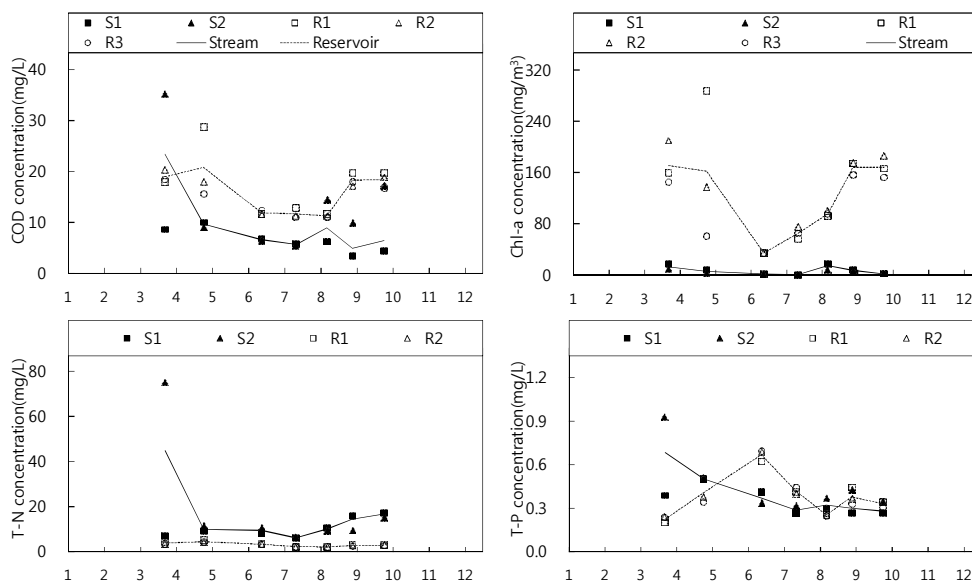 S1 S2 R1 R2
R3 Stream Reservoir
COD concentration(mg/L)
40
30
20
10
0
1 2 3 4 5 6 7 8 9 10 11 12
S1 S2 R1
R2 R3 Stream
Chl-a concentration(mg/m³)
320
240
160
80
0
1 2 3 4 5 6 7 8 9 10 11 12
S1 S2 R1 R2
T-N concentration(mg/L)
80
60
40
20
0
1 2 3 4 5 6 7 8 9 10 11 12
S1 S2 R1 R2
T-P concentration(mg/L)
1.2
0.9
0.6
0.3
0.0
1 2 3 4 5 6 7 8 9 10 11 12